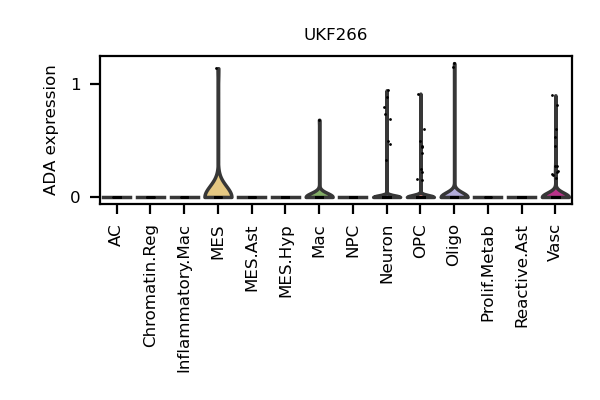 UKF266
ADA expression
1
0
AC
Chromatin.Reg
Inflammatory.Mac
MES
MES.Ast
MES.Hyp
Mac
NPC
Neuron
OPC
Oligo
Prolif.Metab
Reactive.Ast
Vasc